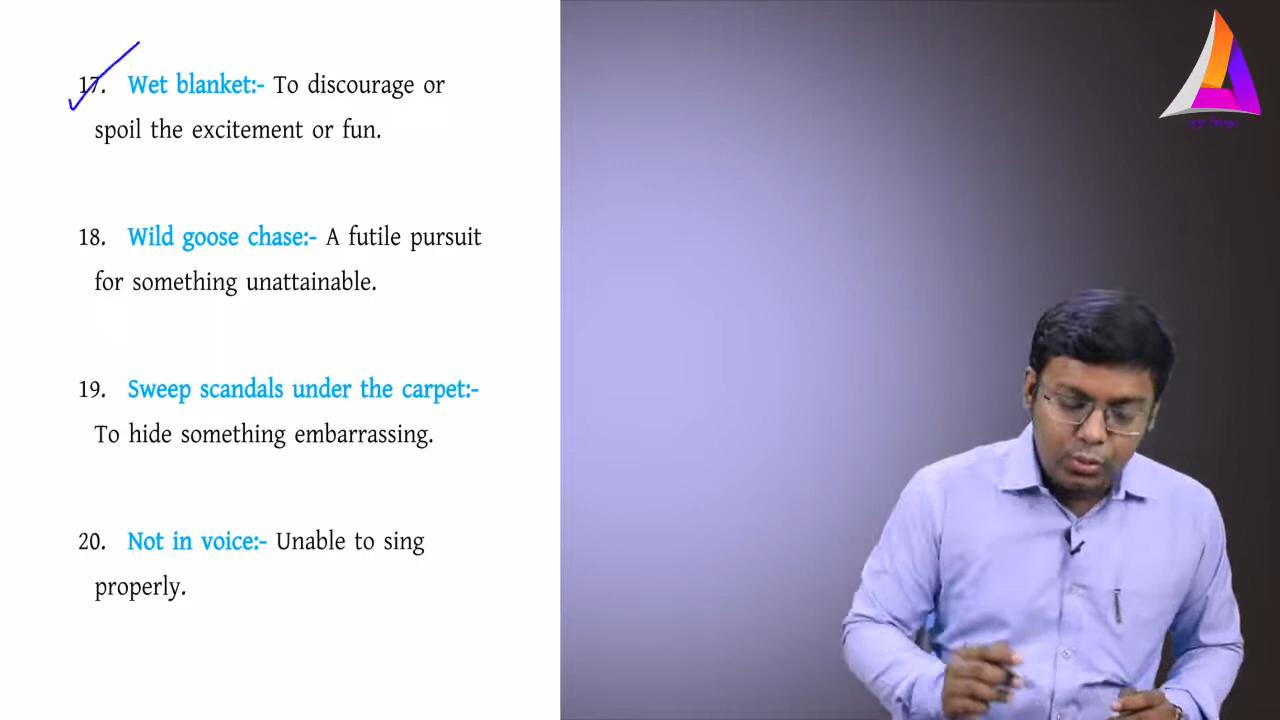 17. Wet blanket:- To discourage or
spoil the excitement or fun.
18. Wild goose chase:- A futile pursuit
for something unattainable.
19. Sweep scandals under the carpet:-
To hide something embarrassing.
20. Not in voice:- Unable to sing
properly.